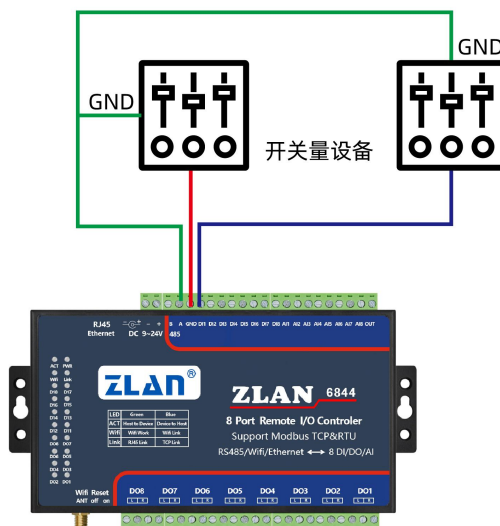 GND
GND
开关量设备
RJ45
Ethernet
- +
DC 9~24V
B A GND DI1 DI2 DI3 DI4 DI5 DI6 DI7 DI8 AI1 AI2 AI3 AI4 AI5 AI6 AI7 AI8 OUT
485
ACT PWR
Wifi Link
ZLAN®
ZLAN 6844
8 Port Remote I/O Controler
Support Modbus TCP&RTU
RS485/Wifi/Ethernet ↔ 8 DI/DO/AI
LED Green Blue
ACT Host to Device Device to Host
Wifi Wifi Work Wifi Link
Link RJ45 Link TCP Link
DO8 DO7 DO6 DO5 DO4 DO3 DO2 DO1
Wifi Reset
ANT off on